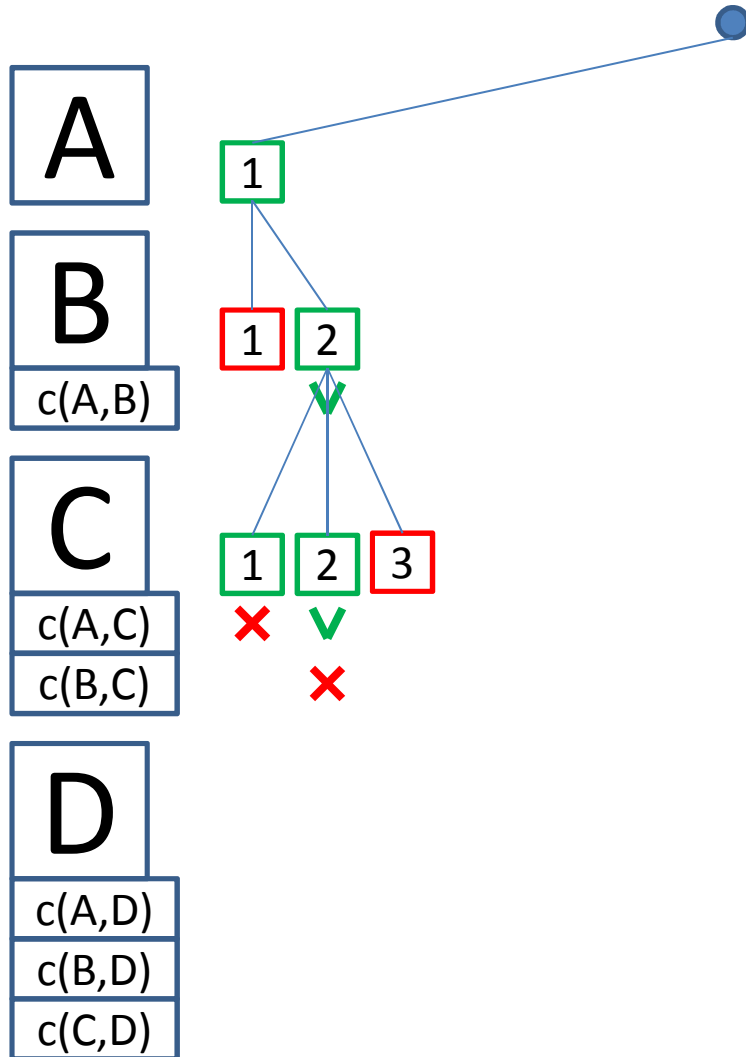 A
1
B
1 2
c(A,B)
C
1 2 3
c(A,C)
c(B,C)
D
c(A,D)
c(B,D)
c(C,D)